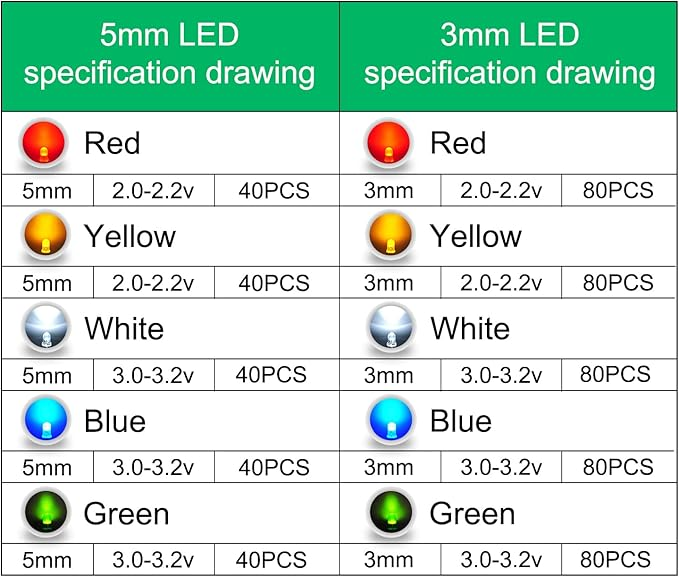 5mm LED
specification drawing
3mm LED
specification drawing
Red
Red
5mm 2.0-2.2v 40PCS
3mm 2.0-2.2v 80PCS
Yellow
Yellow
5mm 2.0-2.2v 40PCS
3mm 2.0-2.2v 80PCS
White
White
5mm 3.0-3.2v 40PCS
3mm 3.0-3.2v 80PCS
Blue
Blue
5mm 3.0-3.2v 40PCS
3mm 3.0-3.2v 80PCS
Green
Green
5mm 3.0-3.2v 40PCS
3mm 3.0-3.2v 80PCS